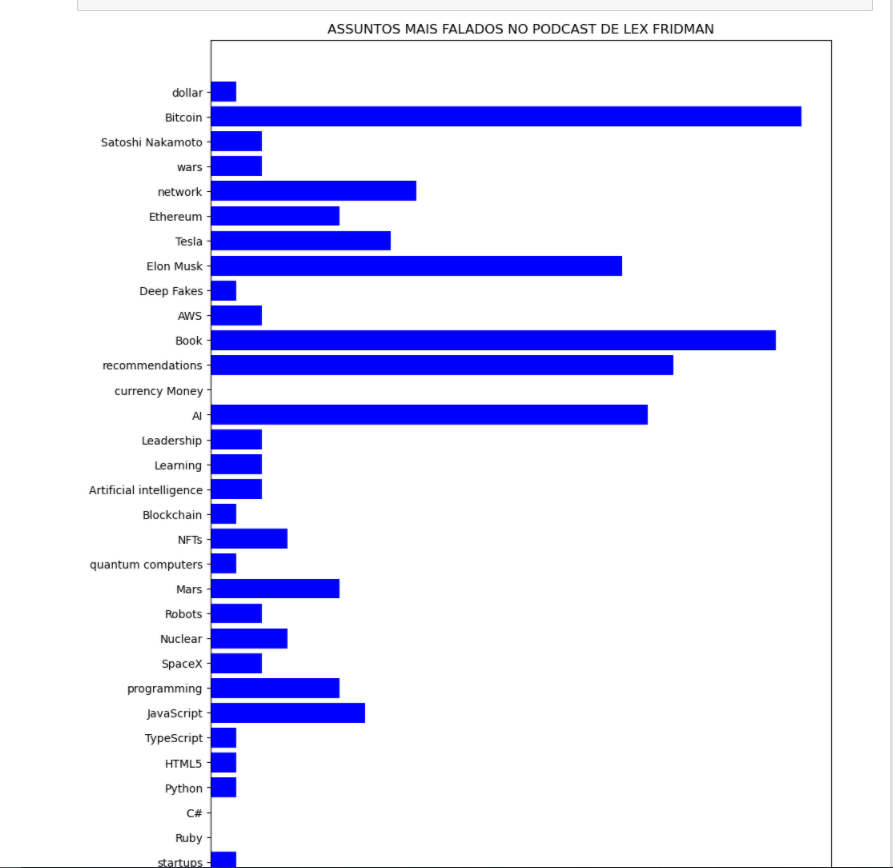 ASSUNTOS MAIS FALADOS NO PODCAST DE LEX FRIDMAN
dollar
Bitcoin
Satoshi Nakamoto
wars
network
Ethereum
Tesla
Elon Musk
Deep Fakes
AWS
Book
recommendations
currency Money
AI
Leadership
Learning
Artificial intelligence
Blockchain
NFTs
quantum computers
Mars
Robots
Nuclear
SpaceX
programming
JavaScript
TypeScript
HTML5
Python
C#
Ruby
startups